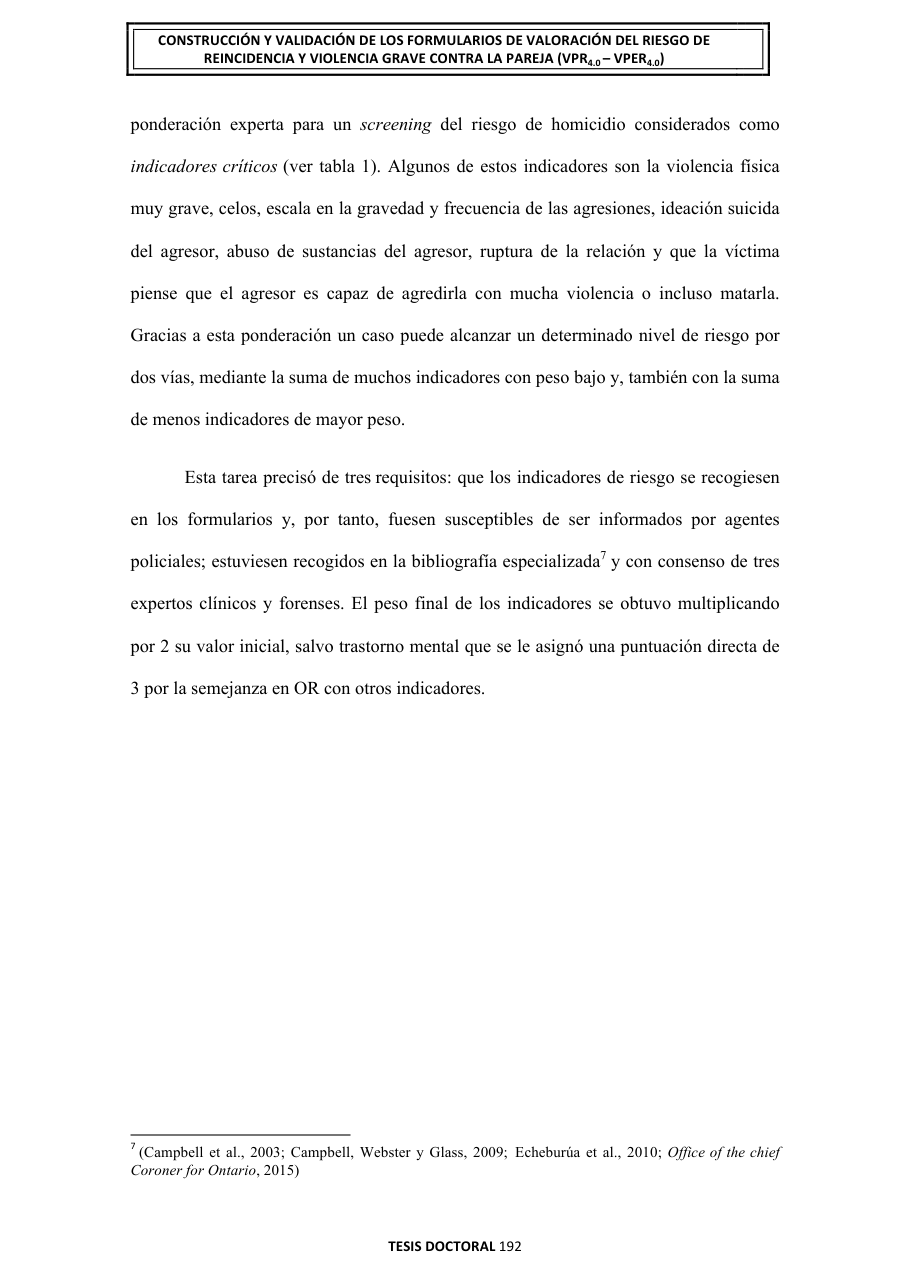 CONSTRUCCIÓN Y VALIDACIÓN DE LOS FORMULARIOS DE VALORACIÓN DEL RIESGO DE
REINCIDENCIA Y VIOLENCIA GRAVE CONTRA LA PAREJA (VPR4.0 – VPER4.0)
ponderación experta para un screening del riesgo de homicidio considerados como
indicadores críticos (ver tabla 1). Algunos de estos indicadores son la violencia física
muy grave, celos, escala en la gravedad y frecuencia de las agresiones, ideación suicida
del agresor, abuso de sustancias del agresor, ruptura de la relación y que la víctima
piense que el agresor es capaz de agredirla con mucha violencia o incluso matarla.
Gracias a esta ponderación un caso puede alcanzar un determinado nivel de riesgo por
dos vías, mediante la suma de muchos indicadores con peso bajo y, también con la suma
de menos indicadores de mayor peso.
Esta tarea precisó de tres requisitos: que los indicadores de riesgo se recogiesen
en los formularios y, por tanto, fuesen susceptibles de ser informados por agentes
policiales; estuviesen recogidos en la bibliografía especializada7 y con consenso de tres
expertos clínicos y forenses. El peso final de los indicadores se obtuvo multiplicando
por 2 su valor inicial, salvo trastorno mental que se le asignó una puntuación directa de
3 por la semejanza en OR con otros indicadores.
7 (Campbell et al., 2003; Campbell, Webster y Glass, 2009; Echeburúa et al., 2010; Office of the chief
Coroner for Ontario, 2015)
TESIS DOCTORAL 192